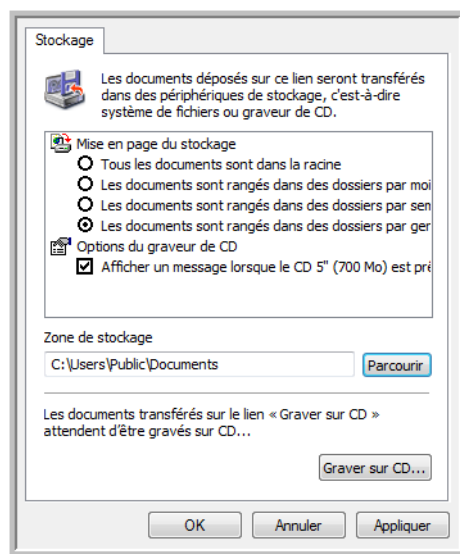 Stockage
Les documents déposés sur ce lien seront transférés
dans des périphériques de stockage, c'est-à-dire
système de fichiers ou graveur de CD.
Mise en page du stockage
Tous les documents sont dans la racine
Les documents sont rangés dans des dossiers par moi
Les documents sont rangés dans des dossiers par sem
Les documents sont rangés dans des dossiers par ger
Options du graveur de CD
Afficher un message lorsque le CD 5" (700 Mo) est pré
Zone de stockage
C:\Users\Public\Documents
Parcourir
Les documents transférés sur le lien « Graver sur CD »
attendent d'être gravés sur CD...
Graver sur CD...
OK
Annuler
Appliquer